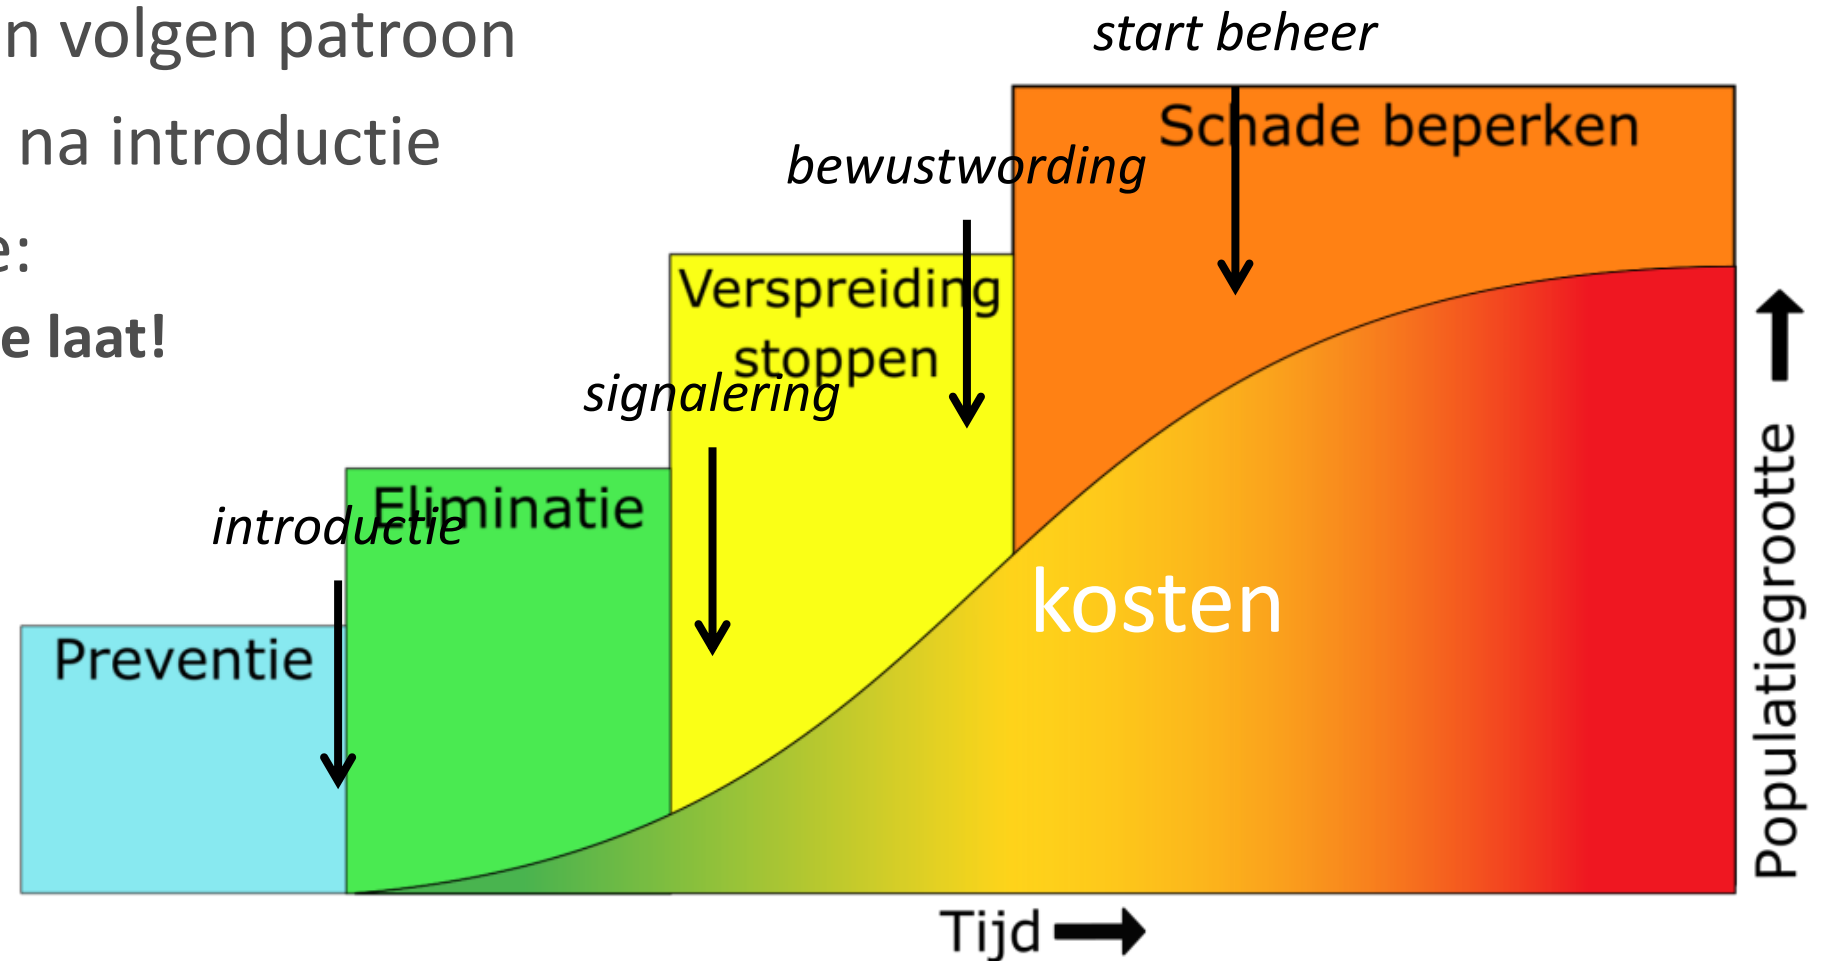 n volgen patroon
na introductie
e:
e laat!
start beheer
Schade beperken
bewustwording
Verspreiding
stoppen
signalering
Eliminatie
introductie
Preventie
kosten
Populatiegrootte
Tijd